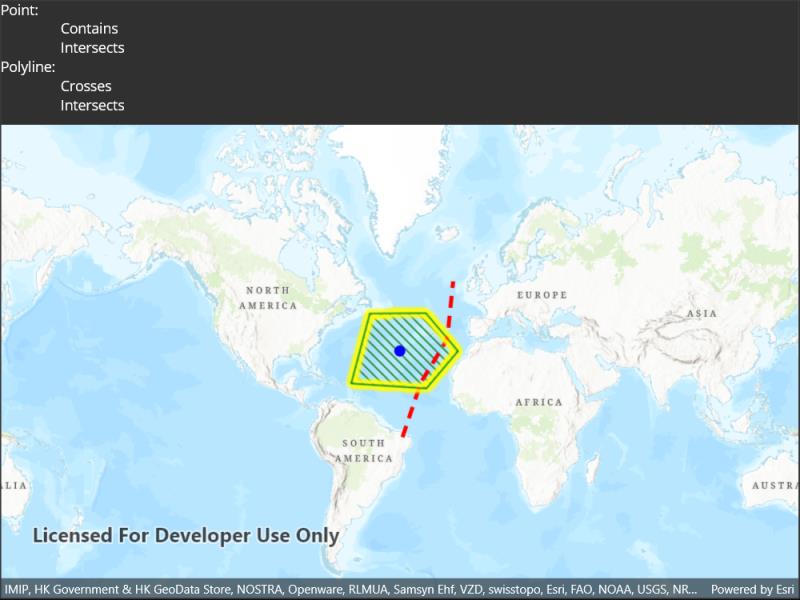 Point:
Contains
Intersects
Polyline:
Crosses
Intersects
NORTH
AMERICA
EUROPE
ASIA
AFRICA
SOUTH
AMERICA
ALIA
AUSTRA
Licensed For Developer Use Only
IMIP, HK Government & HK GeoData Store, NOSTRA, Openware, RLMUA, Samsyn Ehf, VZD, swisstopo, Esri, FAO, NOAA, USGS, NR... Powered by Esri